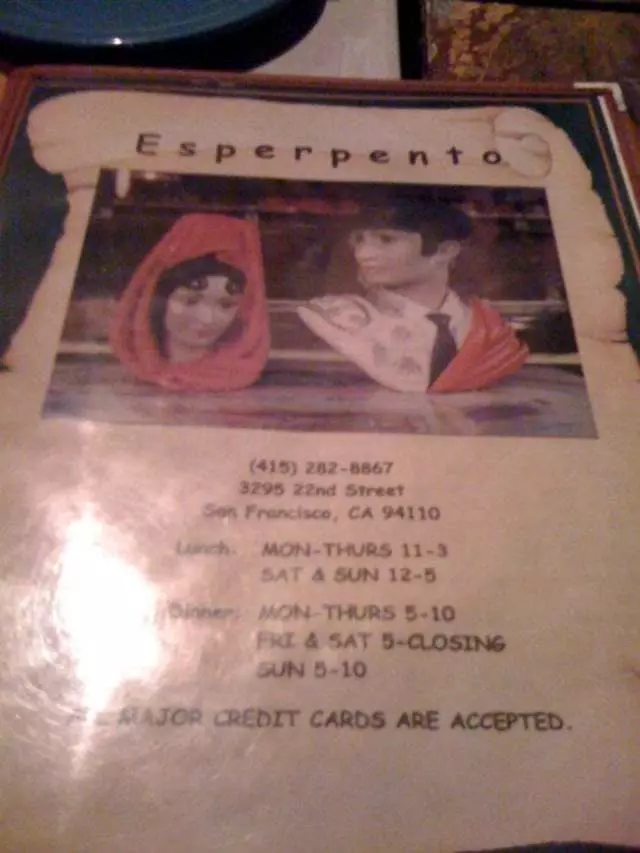 Esperpento
(415) 282-8867
3295 22nd Street
San Francisco, CA 94110
Lunch: MON-THURS 11-3
SAT & SUN 12-5
Dinner: MON-THURS 5-10
FRI & SAT 5-CLOSING
SUN 5-10
MAJOR CREDIT CARDS ARE ACCEPTED.